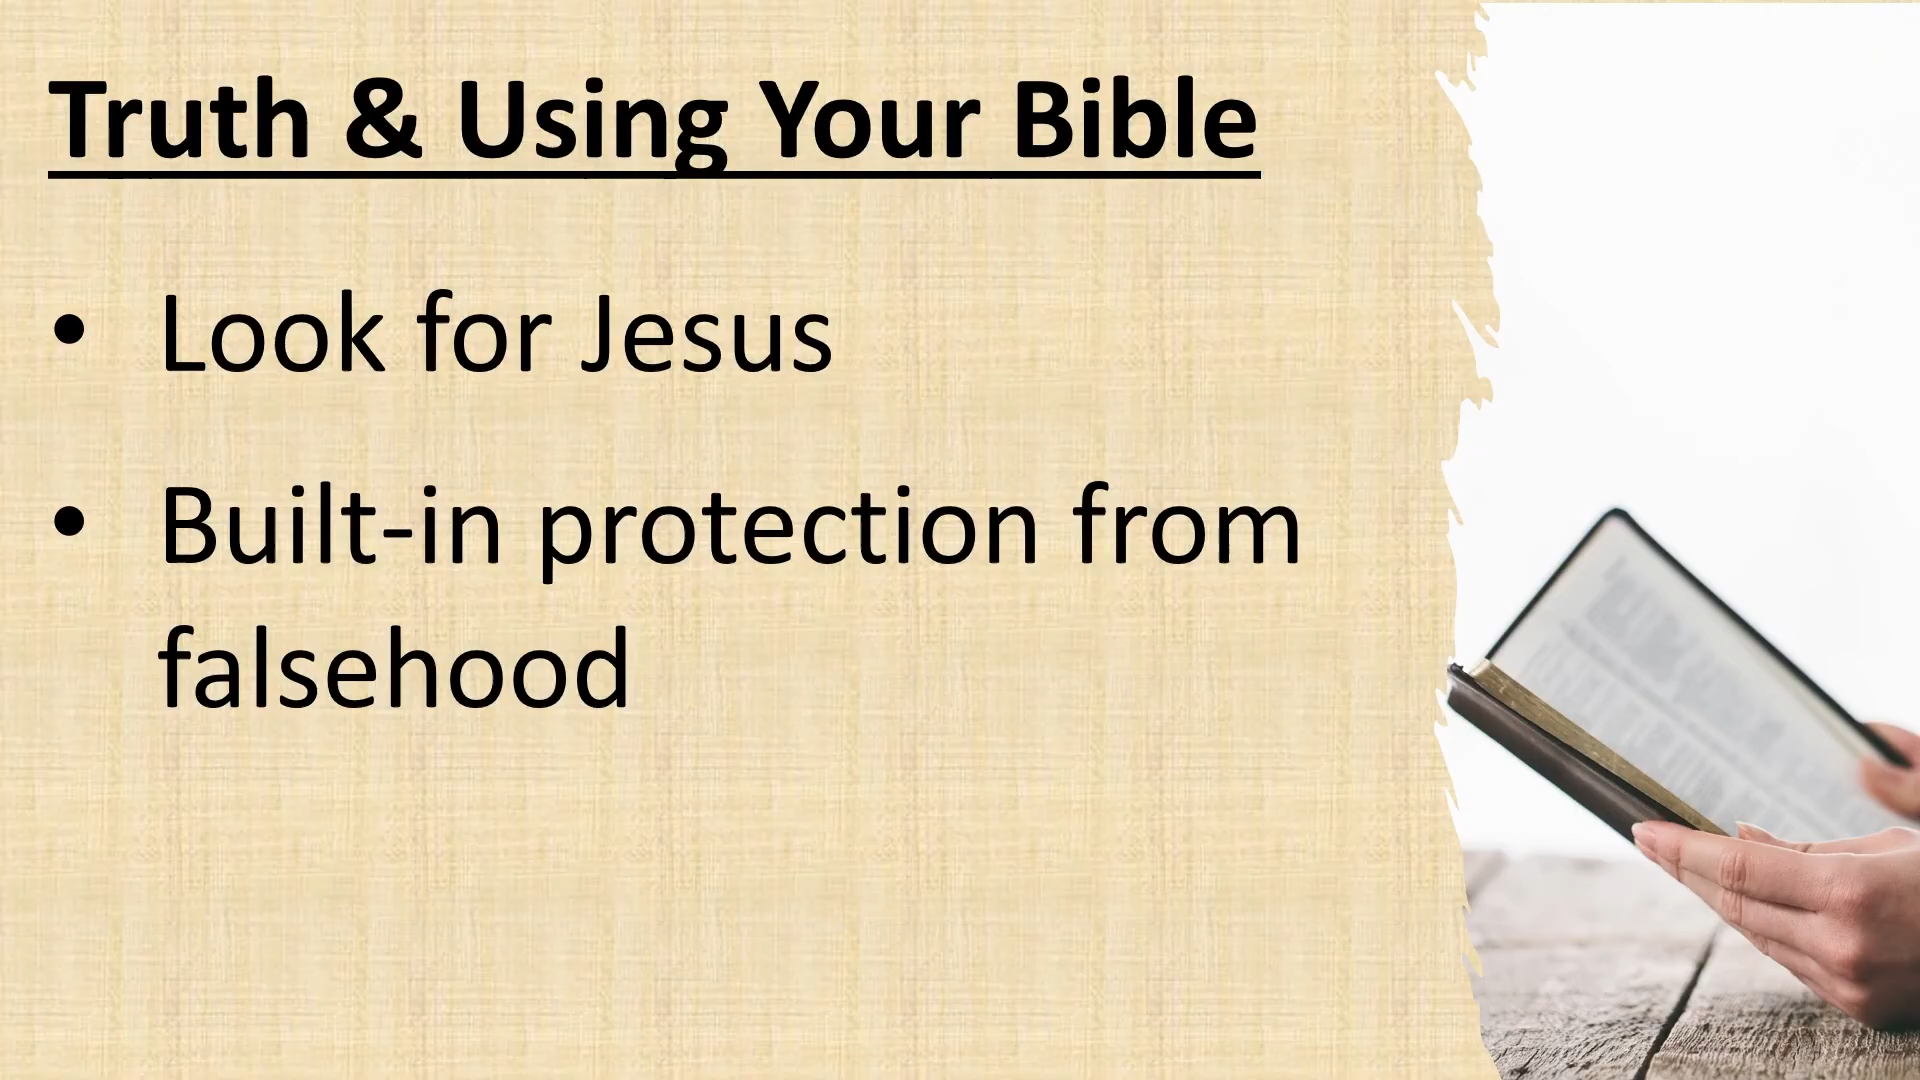 Truth & Using Your Bible
• Look for Jesus
• Built-in protection from
falsehood